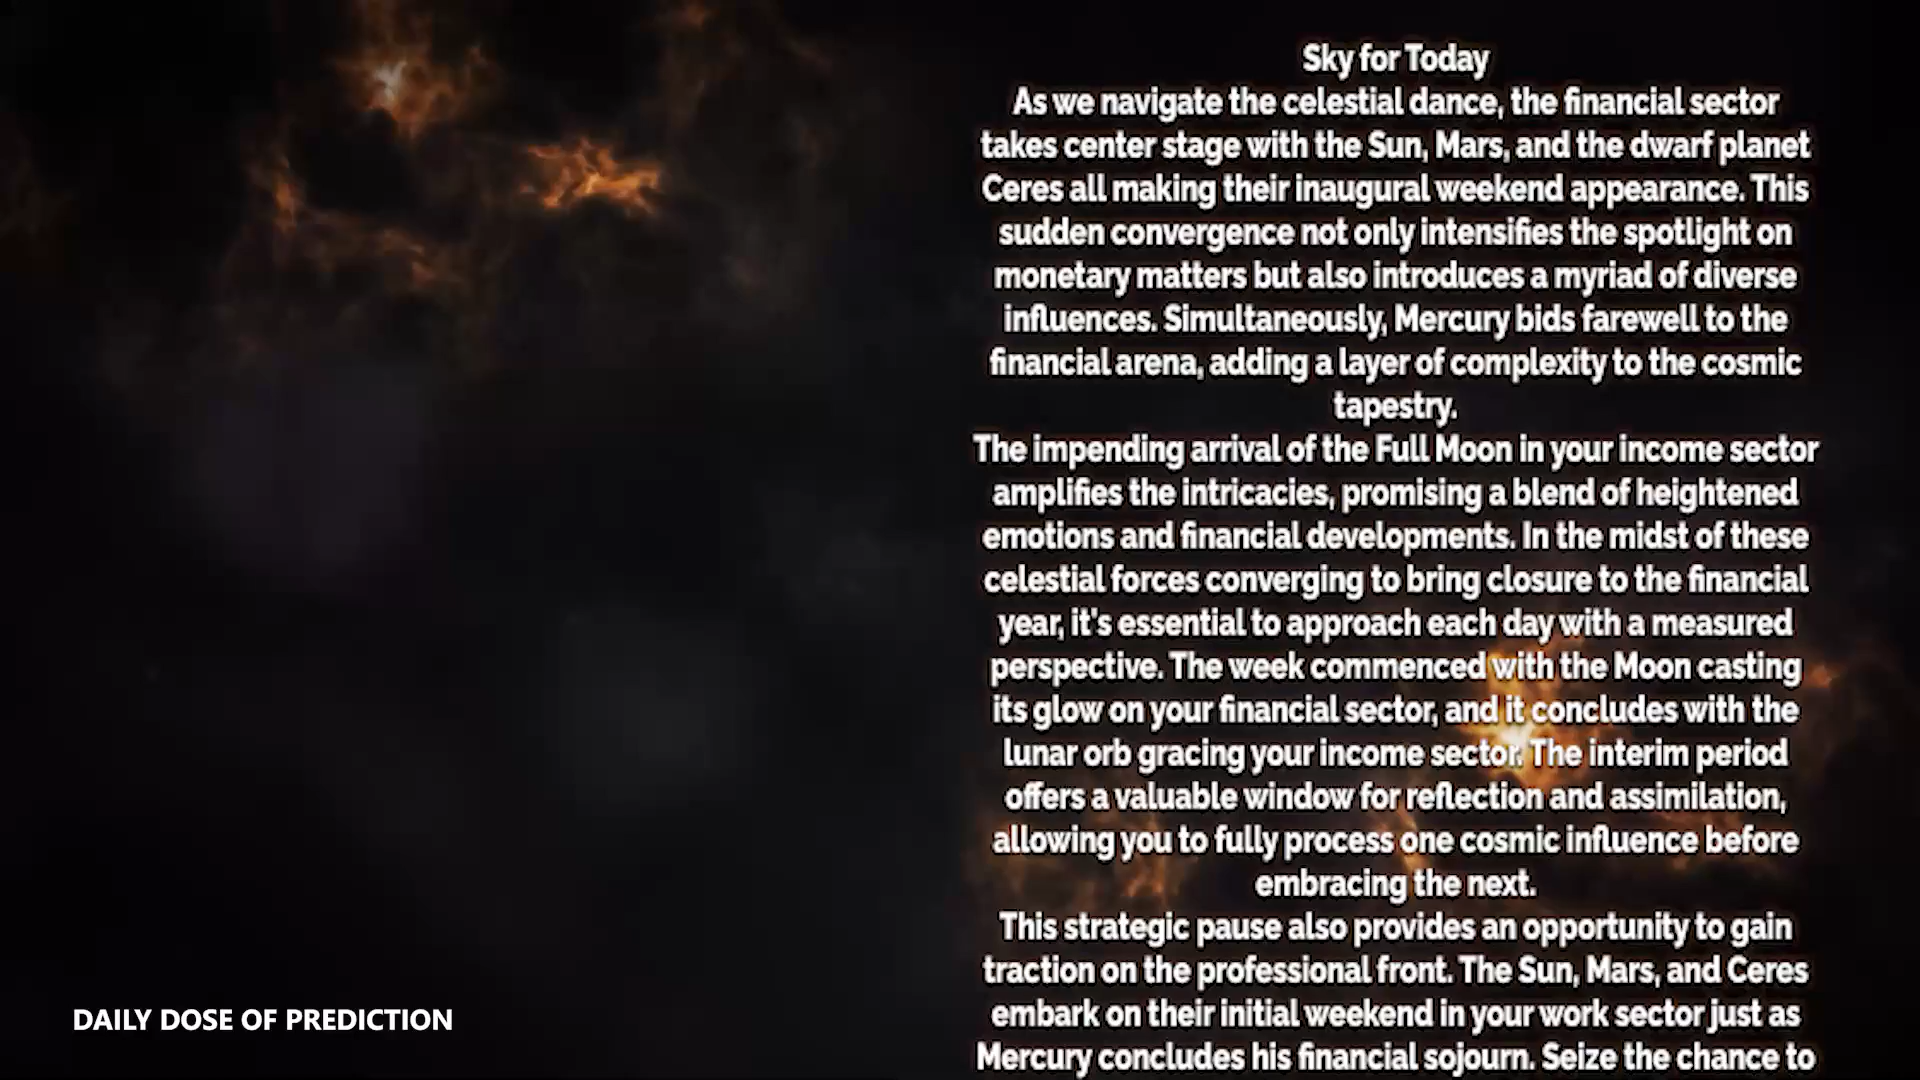 Sky for Today
As we navigate the celestial dance, the financial sector
takes center stage with the Sun, Mars, and the dwarf planet
Ceres all making their inaugural weekend appearance. This
sudden convergence not only intensifies the spotlight on
monetary matters but also introduces a myriad of diverse
influences. Simultaneously, Mercury bids farewell to the
financial arena, adding a layer of complexity to the cosmic
tapestry.
The impending arrival of the Full Moon in your income sector
amplifies the intricacies, promising a blend of heightened
emotions and financial developments. In the midst of these
celestial forces converging to bring closure to the financial
year, it's essential to approach each day with a measured
perspective. The week commenced with the Moon casting
its glow on your financial sector, and it concludes with the
lunar orb gracing your income sector. The interim period
offers a valuable window for reflection and assimilation,
allowing you to fully process one cosmic influence before
embracing the next.
This strategic pause also provides an opportunity to gain
traction on the professional front. The Sun, Mars, and Ceres
embark on their initial weekend in your work sector just as
Mercury concludes his financial sojourn. Seize the chance to
DAILY DOSE OF PREDICTION